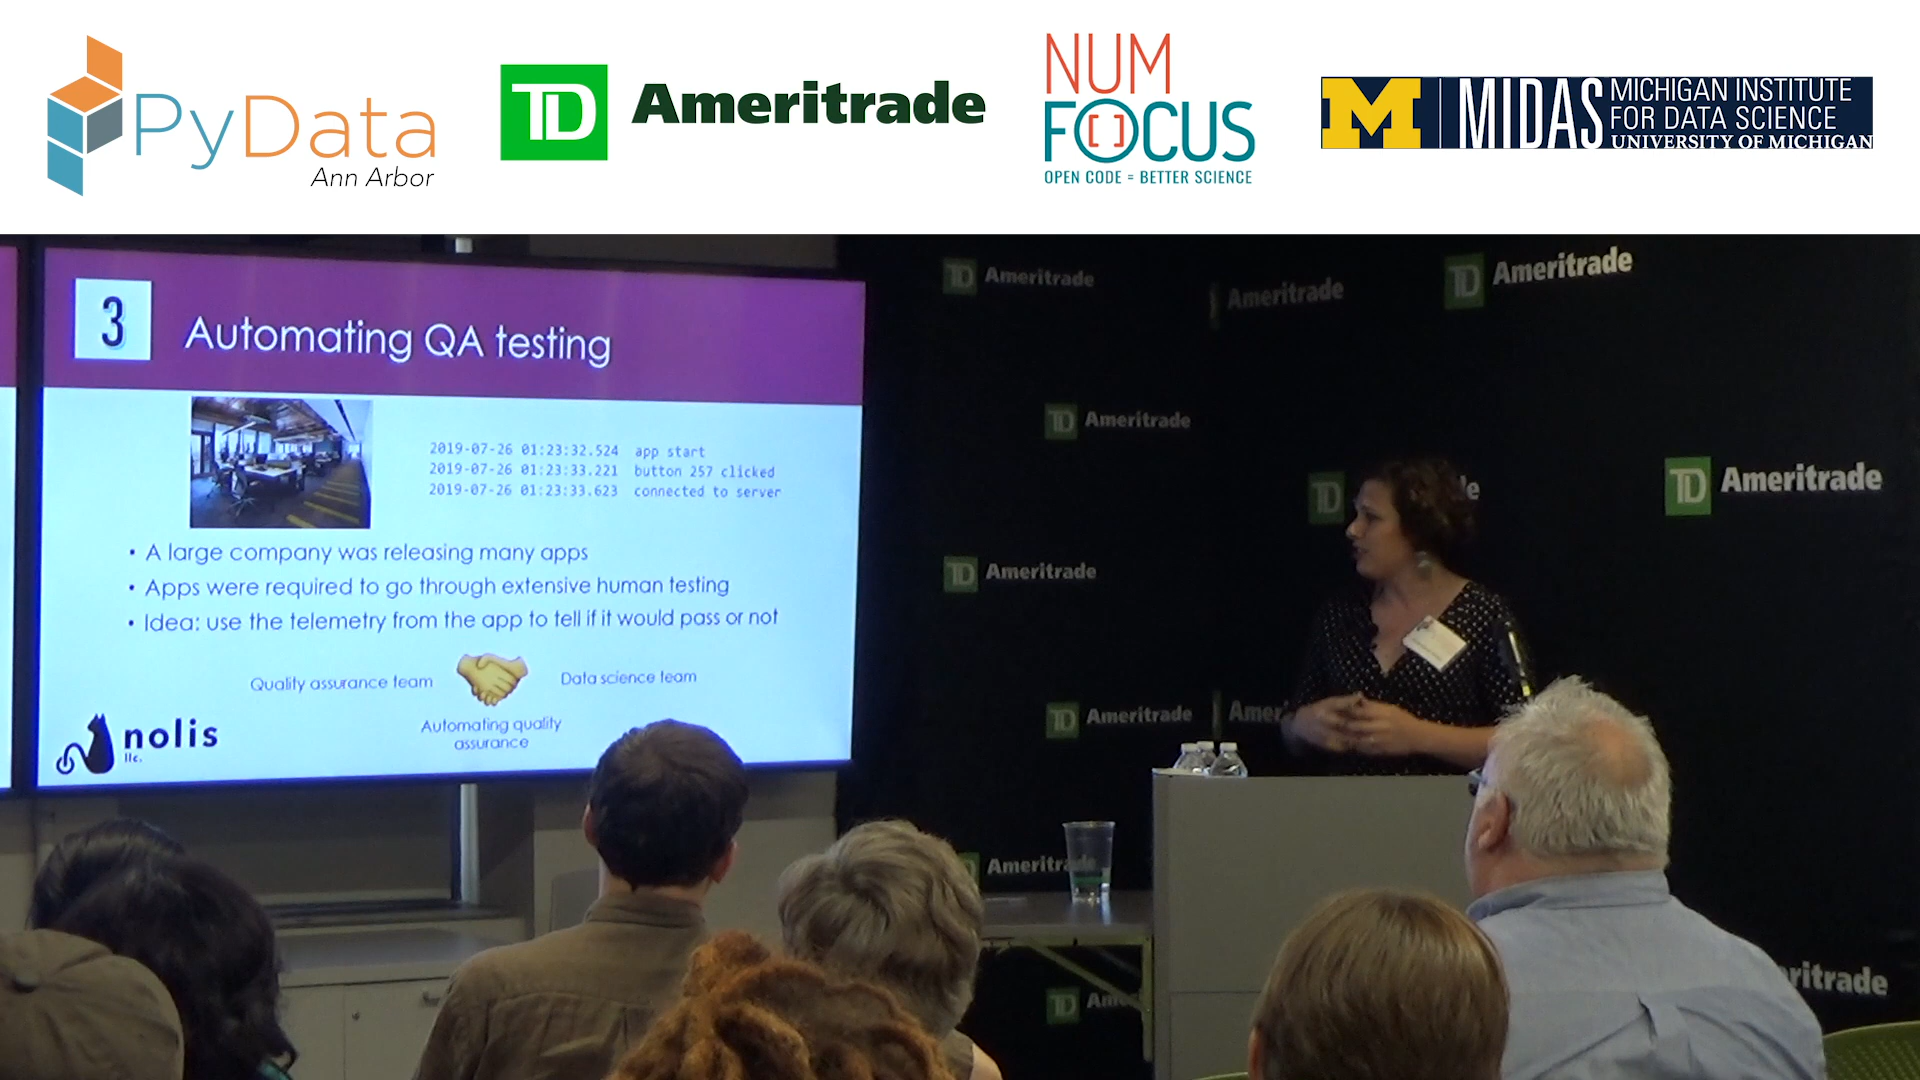 PyData
Ann Arbor
TD Ameritrade
NUM
FOCUS
OPEN CODE = BETTER SCIENCE
M MIDAS
MICHIGAN INSTITUTE
FOR DATA SCIENCE
UNIVERSITY OF MICHIGAN
3
Automating QA testing
2019-07-26 01:23:32.524 app start
2019-07-26 01:23:33.221 button 257 clicked
2019-07-26 01:23:33.623 connected to server
• A large company was releasing many apps
• Apps were required to go through extensive human testing
• Idea: use the telemetry from the app to tell if it would pass or not
Quality assurance team
Data science team
Automating quality
assurance
nolis
llc.
TD Ameritrade
Ameritrade
TD Ameritrade
TD Ameritrade
TD
TD Ameritrade
TD Ameritrade
TD Ameritrade
Ameritrade
TD